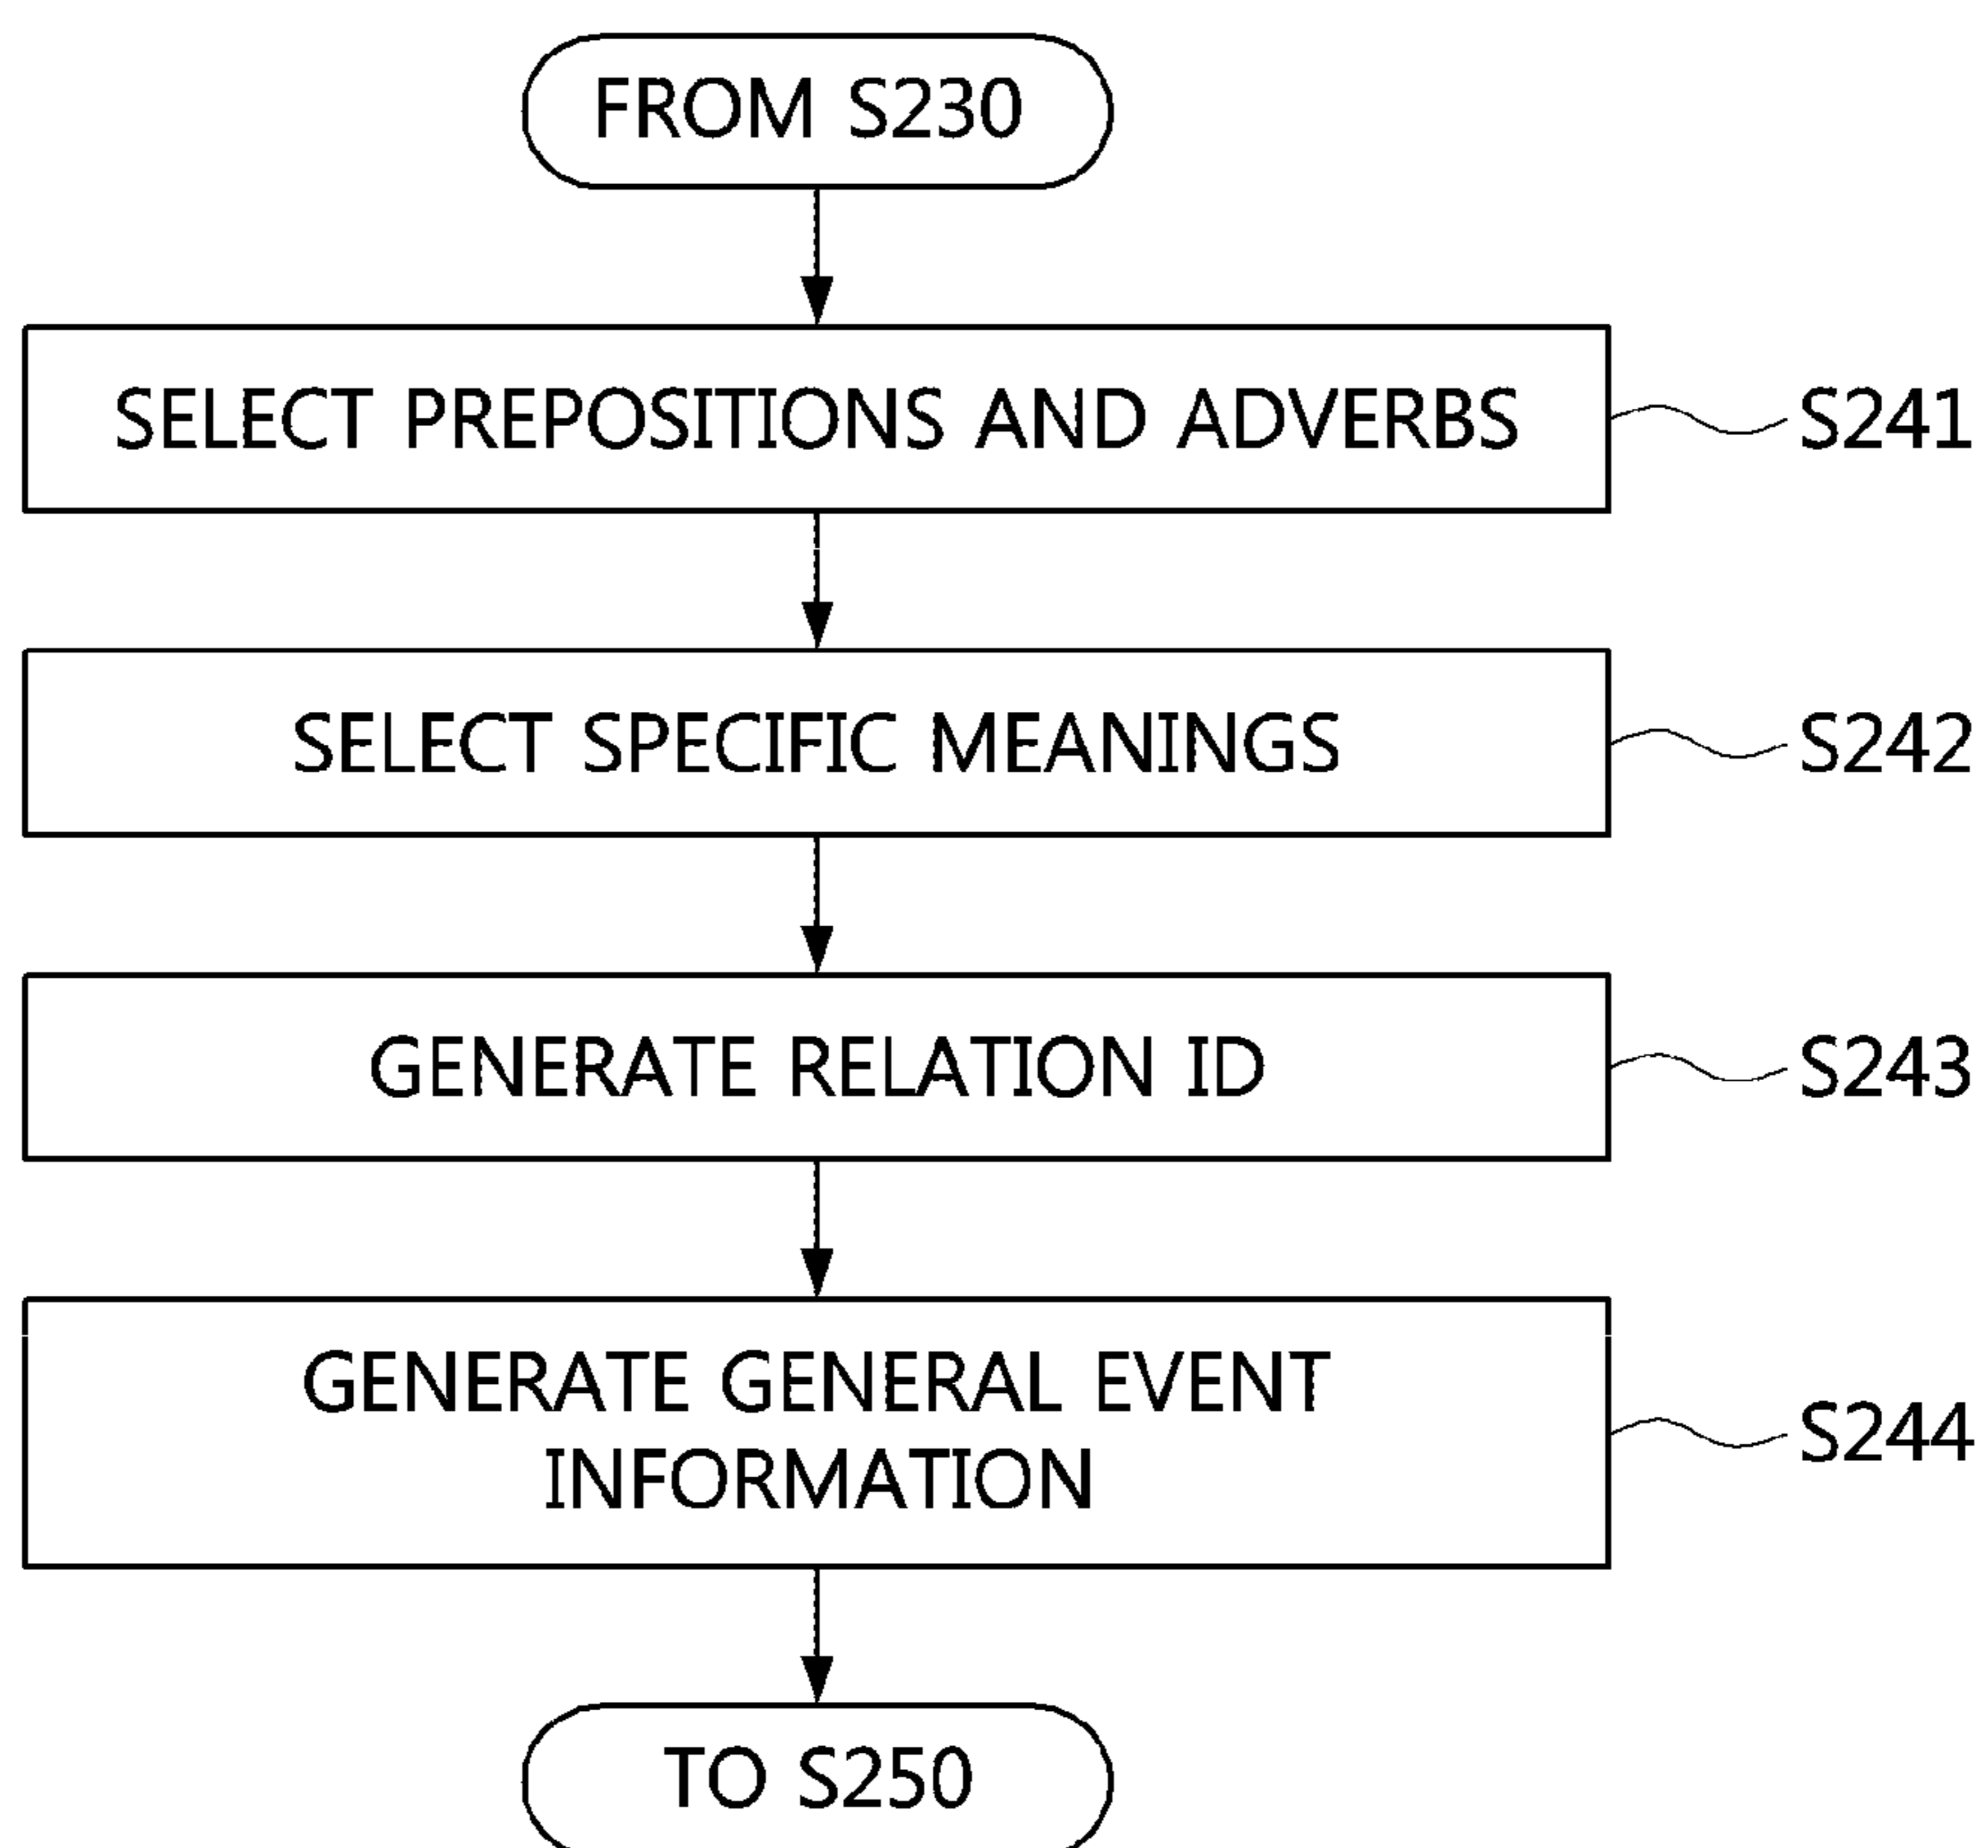 FROM S230
SELECT PREPOSITIONS AND ADVERBS
S241
SELECT SPECIFIC MEANINGS
S242
GENERATE RELATION ID
S243
GENERATE GENERAL EVENT
INFORMATION
S244
TO S250